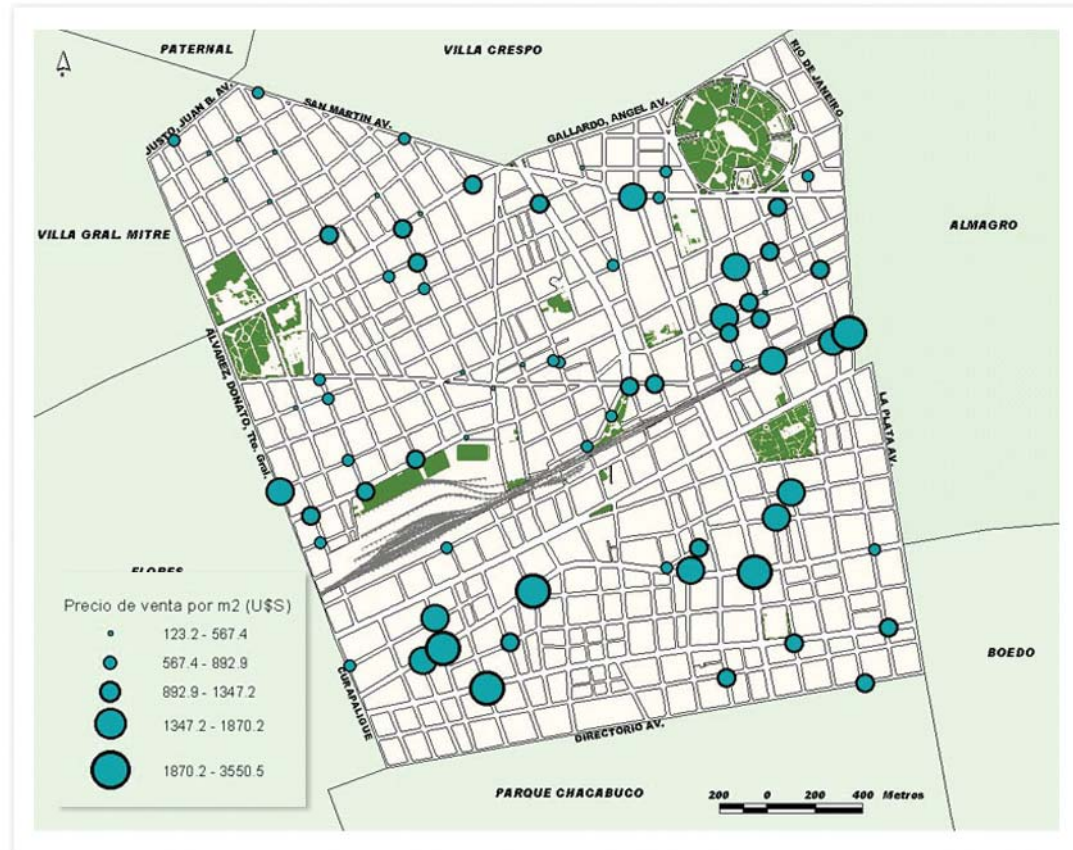 PATERNAL
VILLA CRESPO
RIO DE JANEIRO
JUSTO, JUAN B. AV.
SAN MARTIN AV.
GALLARDO, ANGEL AV.
VILLA GRAL. MITRE
ALMAGRO
ALVAREZ, DONATO, Tte. Gral.
LA PLATA AV.
FLORES
Precio de venta por m2 (U$S)
123.2 - 567.4
567.4 - 892.9
892.9 - 1347.2
1347.2 - 1870.2
1870.2 - 3550.5
CURAPALIGUE
BOEDO
DIRECTORIO AV.
PARQUE CHACABUCO
200 0 200 400 Metros